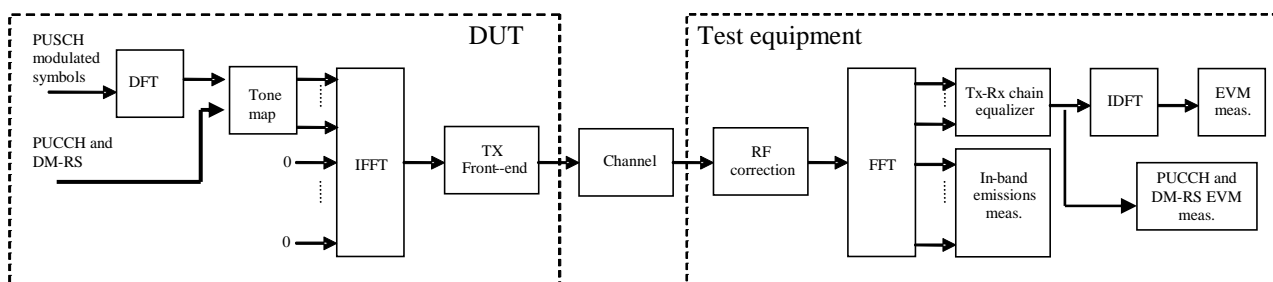 DUT
Test equipment
PUSCH
modulated
symbols
DFT
Tone
map
PUCCH and
DM-RS
0
0
IFFT
TX
Front--end
Channel
RF
correction
FFT
Tx-Rx chain
equalizer
In-band
emissions
meas.
IDFT
EVM
meas.
PUCCH and
DM-RS EVM
meas.